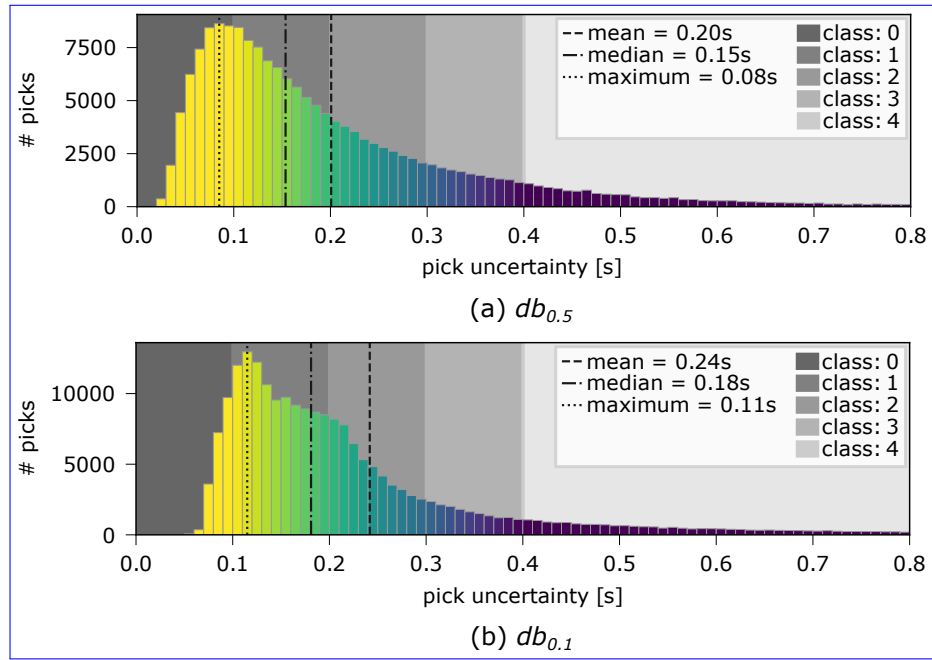 7500
5000
2500
0
# picks
mean = 0.20s
median = 0.15s
maximum = 0.08s
class: 0
class: 1
class: 2
class: 3
class: 4
0.0 0.1 0.2 0.3 0.4 0.5 0.6 0.7 0.8
pick uncertainty [s]
(a) db0.5
10000
5000
0
# picks
mean = 0.24s
median = 0.18s
maximum = 0.11s
class: 0
class: 1
class: 2
class: 3
class: 4
0.0 0.1 0.2 0.3 0.4 0.5 0.6 0.7 0.8
pick uncertainty [s]
(b) db0.1